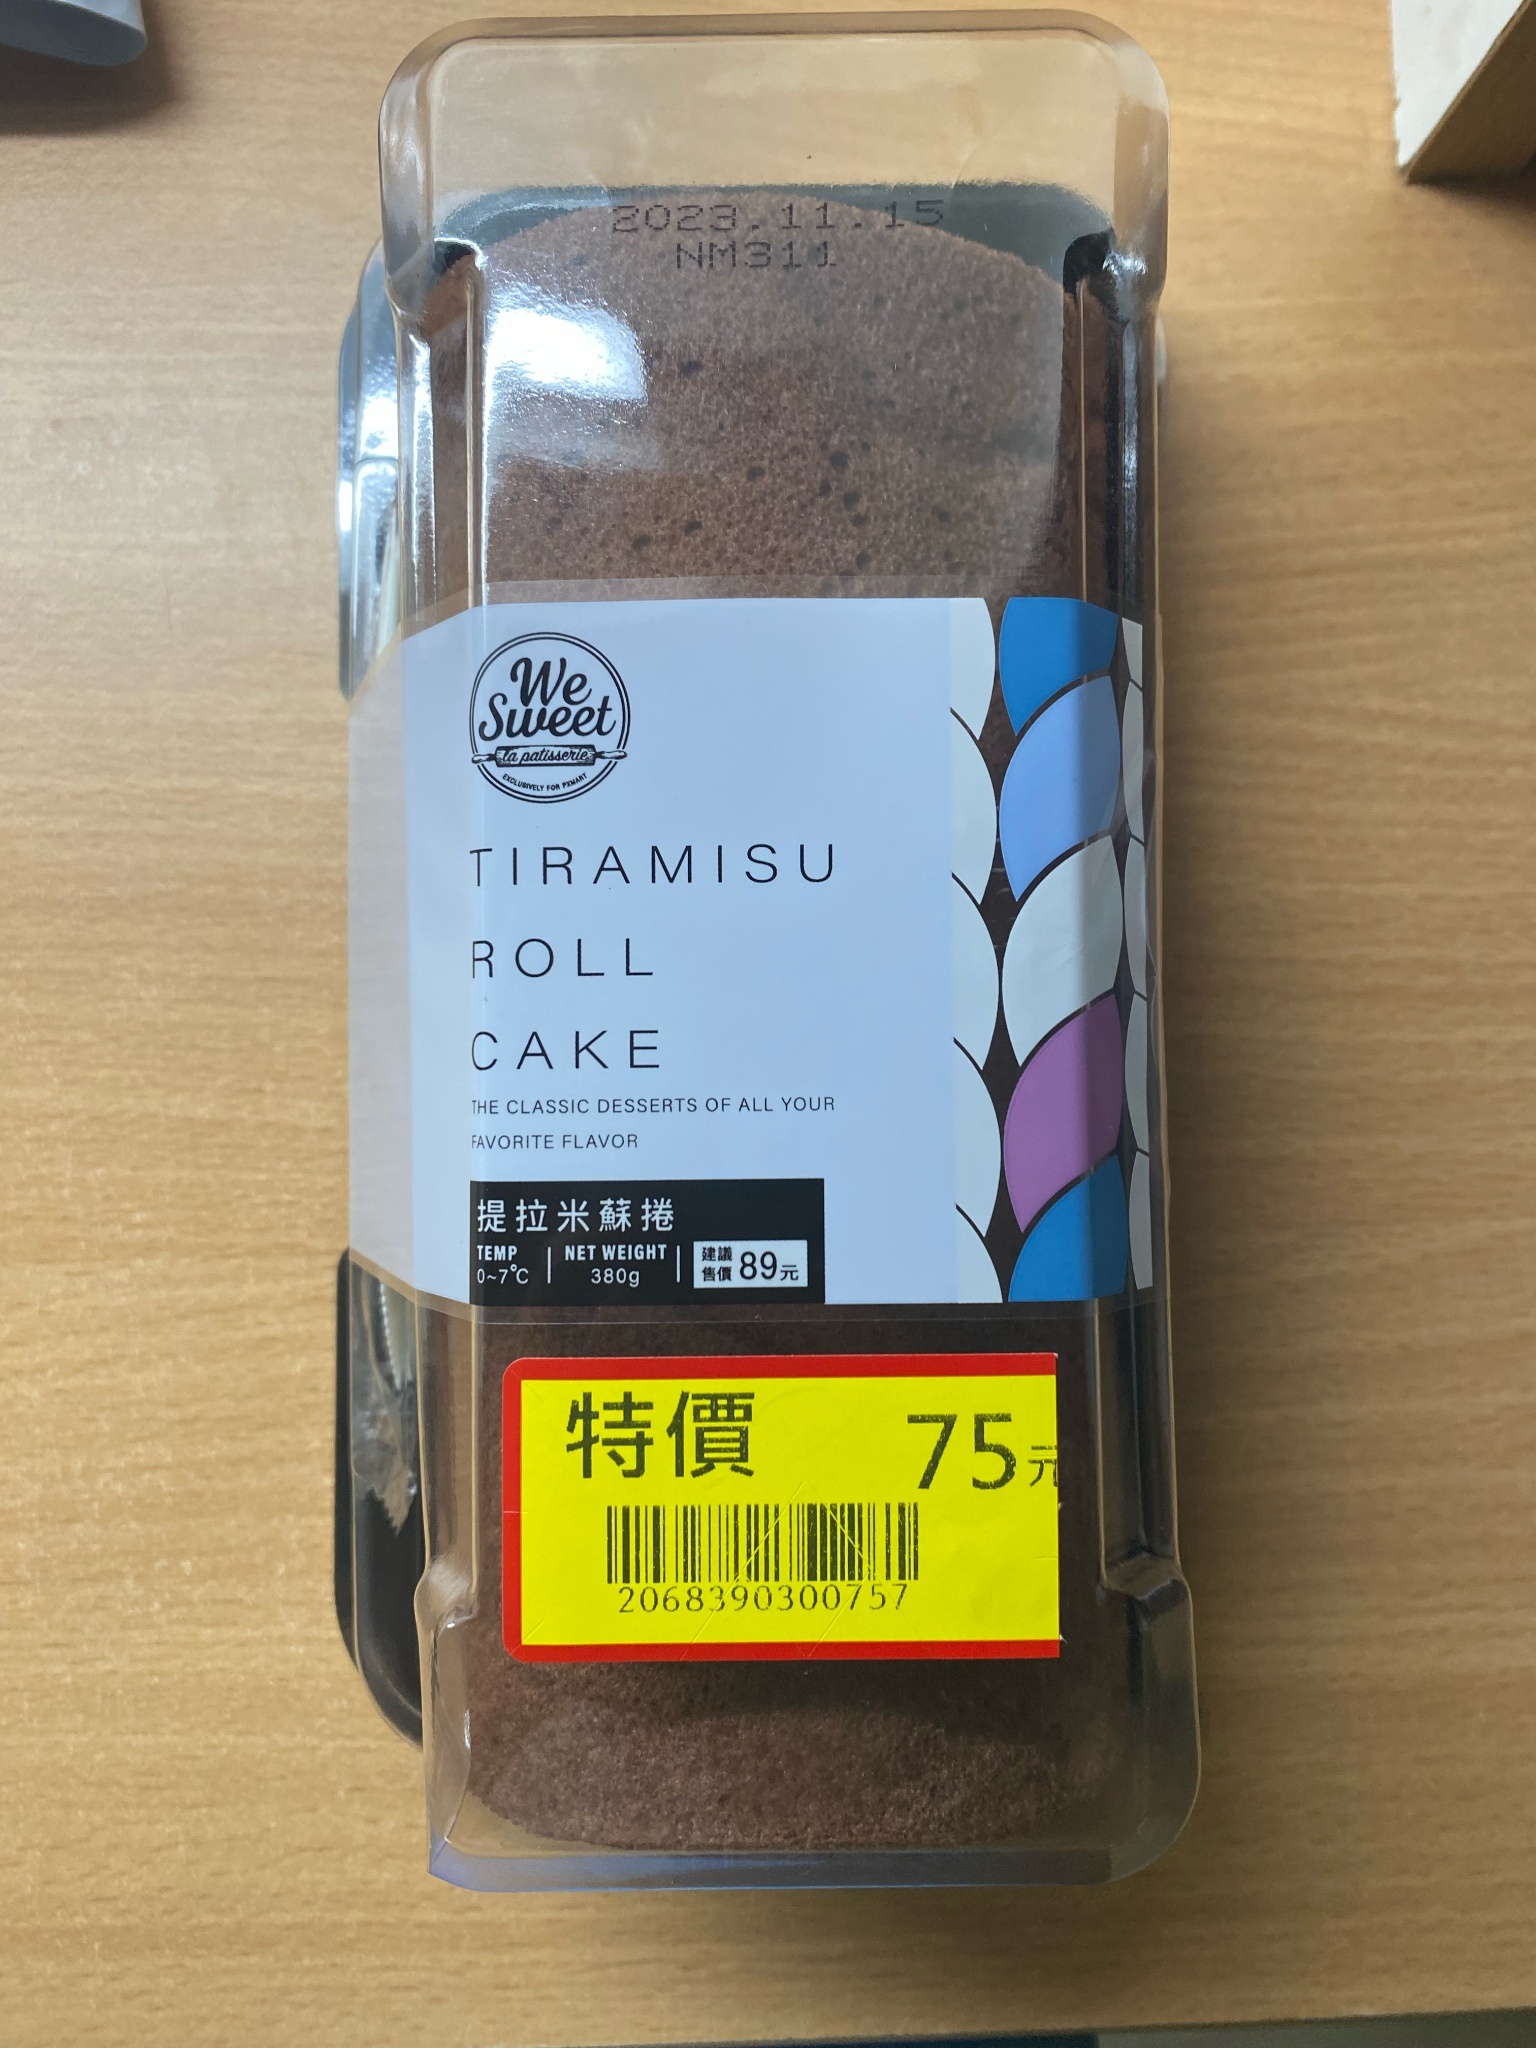 2023.11.15
NM311
We
Sweet
la patisserie
EXCLUSIVELY FOR PXMART
TIRAMISU
ROLL
CAKE
THE CLASSIC DESSERTS OF ALL YOUR
FAVORITE FLAVOR
提拉米蘇捲
TEMP
0~7℃
NET WEIGHT
380g
建議
售價 89元
特價 75元
2068390300757